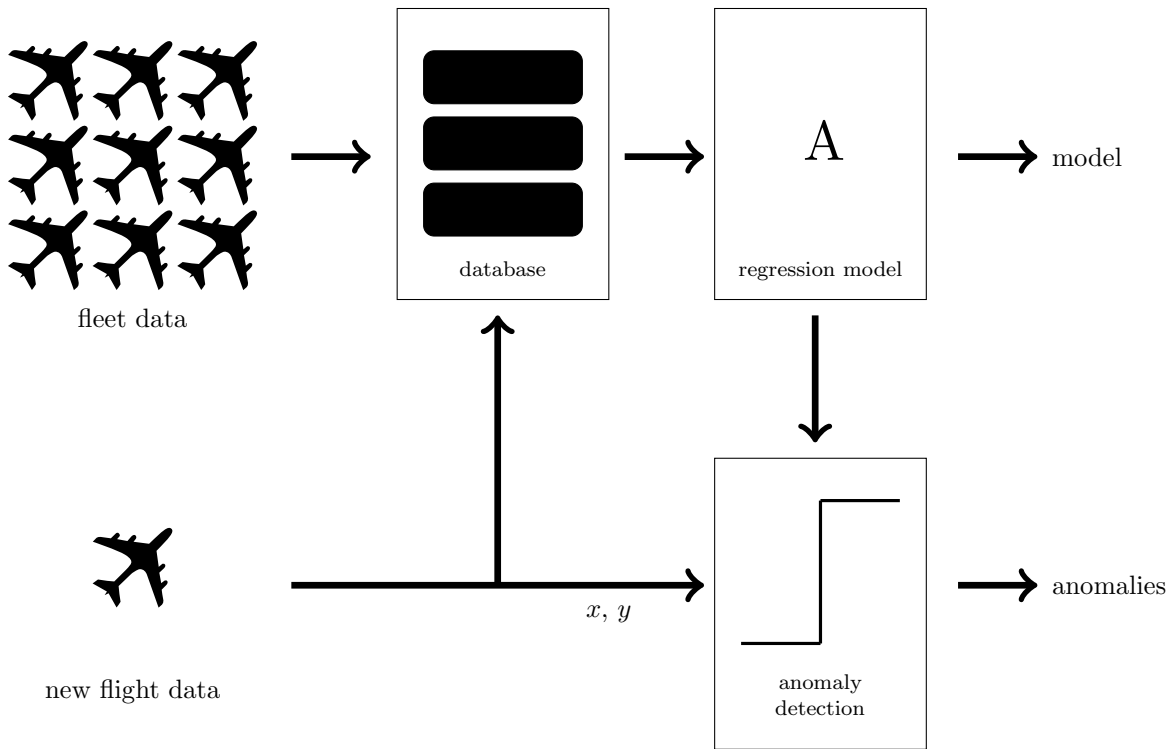 A
model
database
regression model
fleet data
x, y
anomalies
anomaly
detection
new flight data